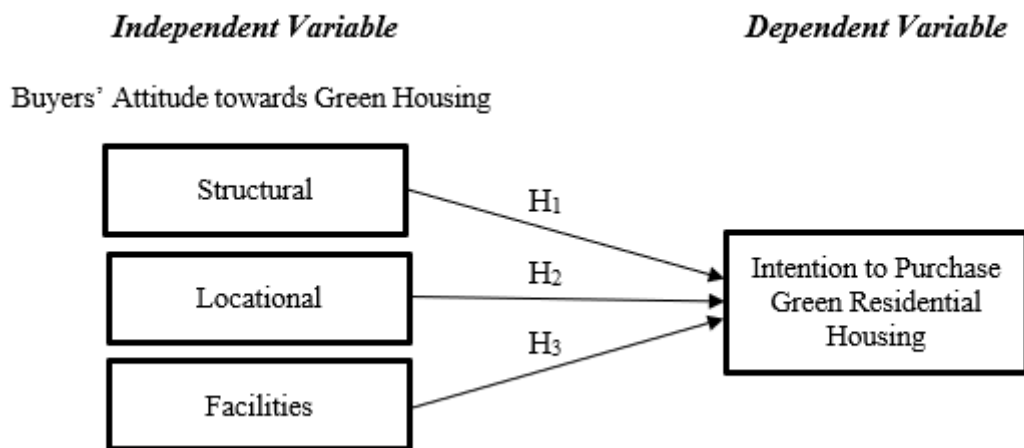 Independent Variable
Dependent Variable
Buyers’ Attitude towards Green Housing
Structural
H1
Locational
H2
Intention to Purchase
Green Residential
Housing
H3
Facilities